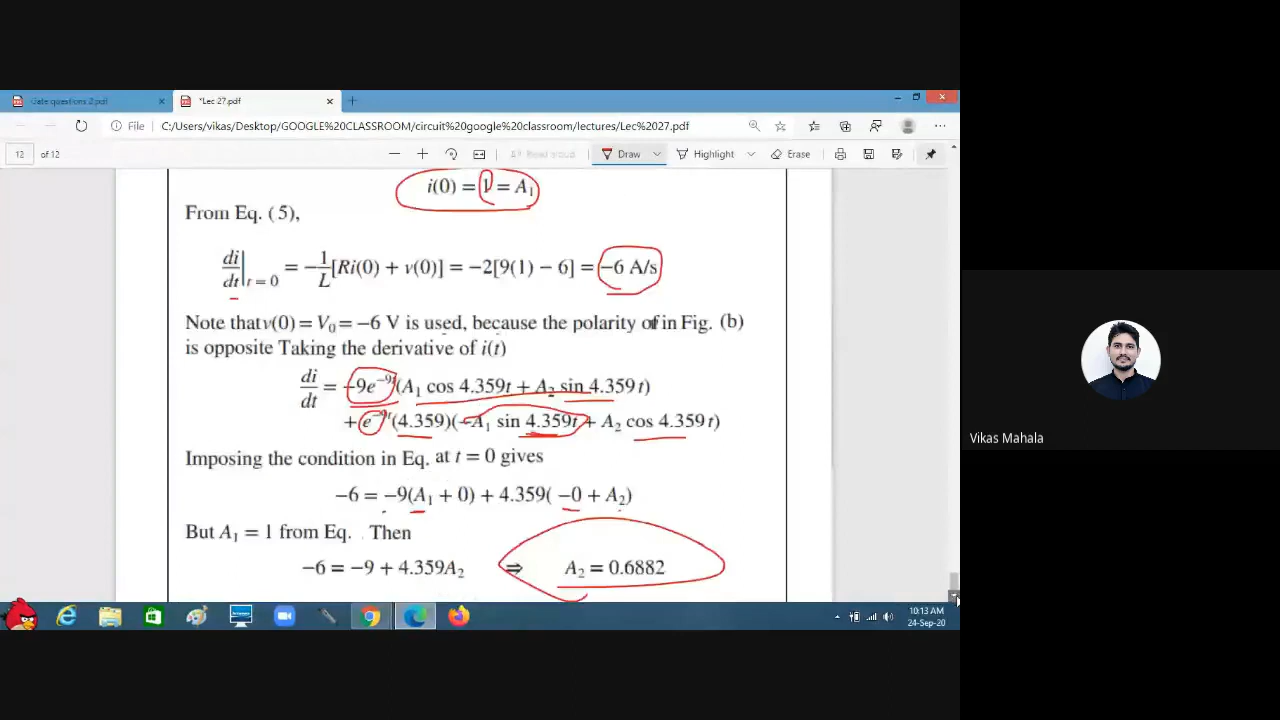 Gate questions 2.pdf
*Lec 27.pdf
File
C:/Users/vikas/Desktop/GOOGLE%20CLASSROOM/circuit%20google%20classroom/lectures/Lec%2027.pdf
12 of 12
Read aloud
Draw
Highlight
Erase
i(0) = 1 = A₁
From Eq. (5),
di/dt|t = 0 = −1/L[Ri(0) + v(0)] = −2[9(1) − 6] = −6 A/s
Note that v(0) = V₀ = −6 V is used, because the polarity of in Fig. (b)
is opposite Taking the derivative of i(t)
di/dt = −9e⁻⁹ᵗ(A₁ cos 4.359t + A₂ sin 4.359t)
+ e⁻⁹ᵗ(4.359)(−A₁ sin 4.359t + A₂ cos 4.359t)
Imposing the condition in Eq. at t = 0 gives
−6 = −9(A₁ + 0) + 4.359( −0 + A₂)
But A₁ = 1 from Eq. Then
−6 = −9 + 4.359A₂ ⇒ A₂ = 0.6882
Vikas Mahala
10:13 AM
24-Sep-20